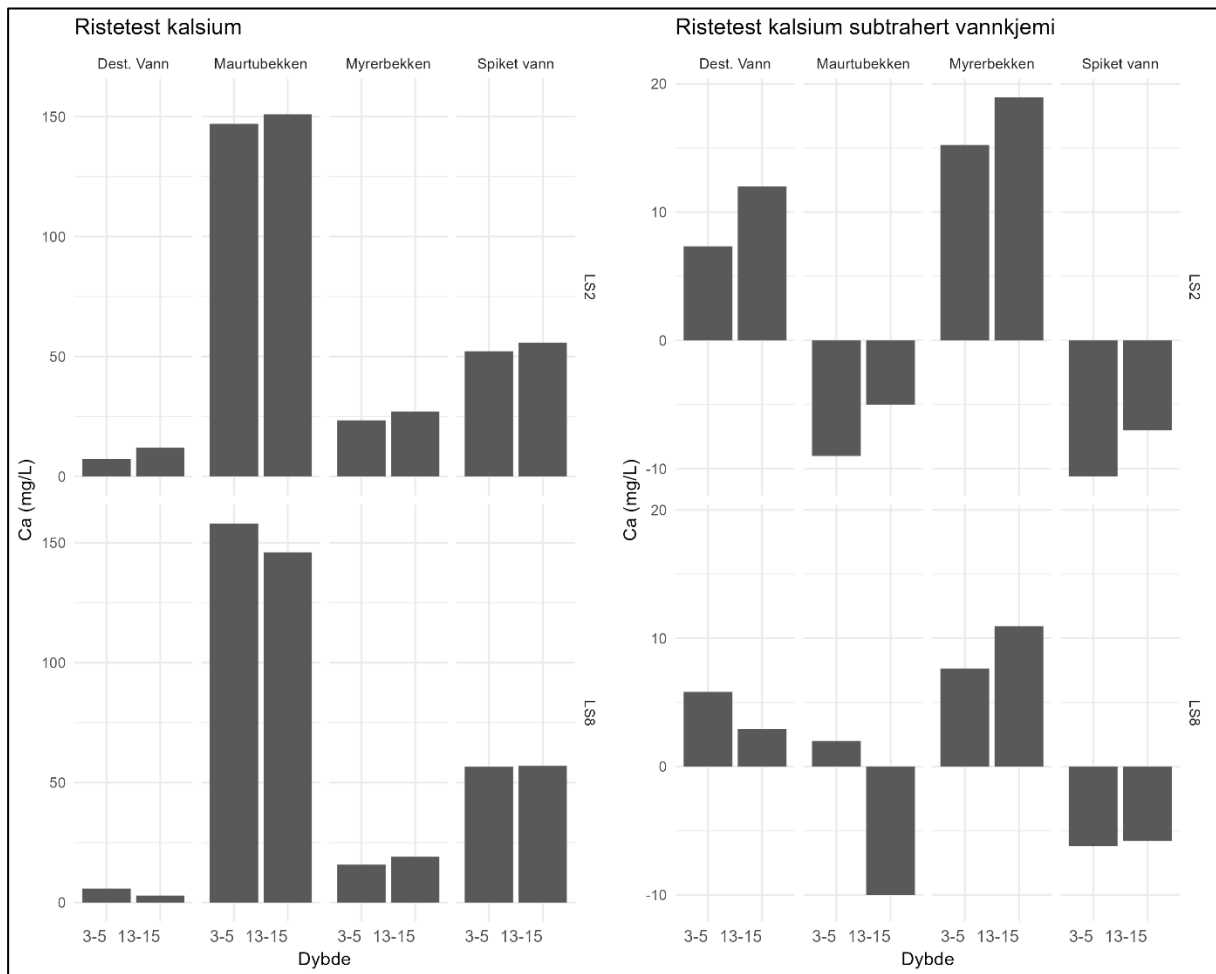 Ristetest kalsium
Dest. Vann Maurtubekken Myrerbekken Spiket vann
150
100
50
0
LS2
Ca (mg/L)
150
100
50
0
LS8
3-5 13-15 3-5 13-15 3-5 13-15 3-5 13-15
Dybde
Ristetest kalsium subtrahert vannkjemi
Dest. Vann Maurtubekken Myrerbekken Spiket vann
20
10
0
-10
LS2
Ca (mg/L)
20
10
0
-10
LS8
3-5 13-15 3-5 13-15 3-5 13-15 3-5 13-15
Dybde